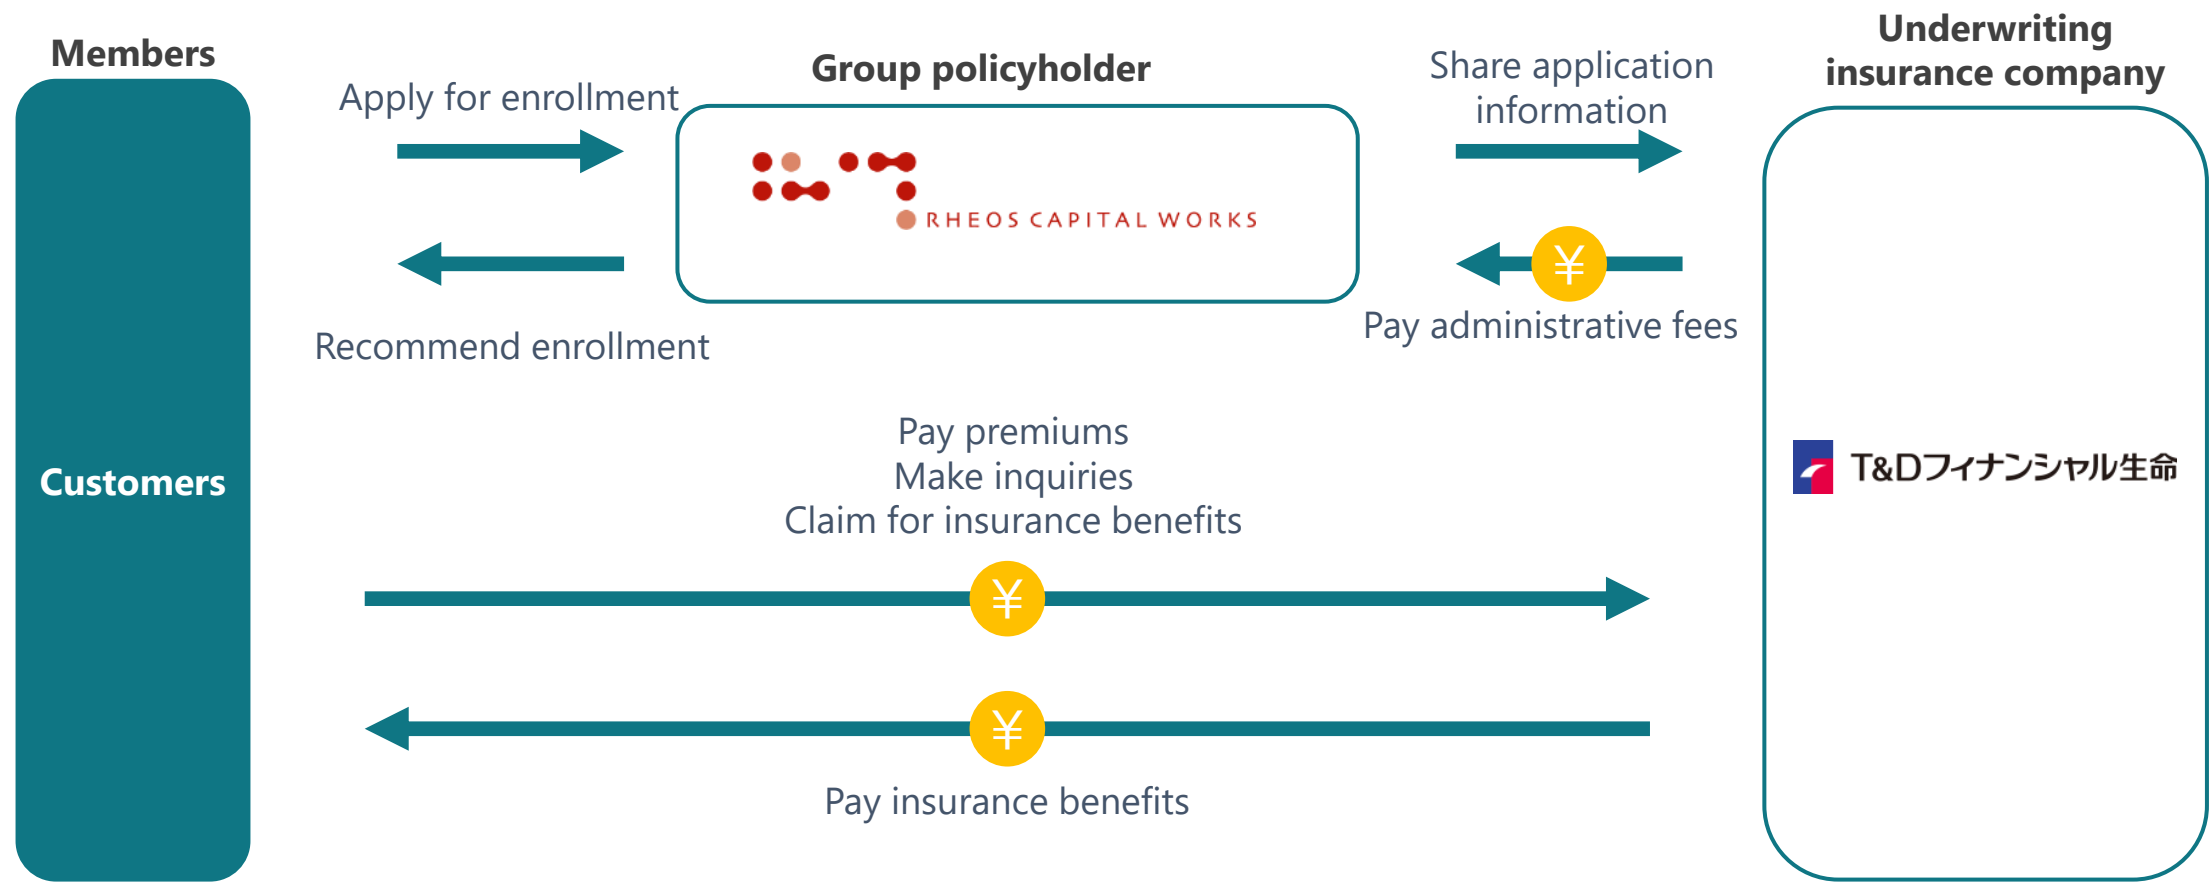 Members
Customers
Apply for enrollment
Recommend enrollment
Group policyholder
RHEOS CAPITAL WORKS
Share application
information
¥
Pay administrative fees
Underwriting
insurance company
T&Dフィナンシャル生命
Pay premiums
Make inquiries
Claim for insurance benefits
¥
¥
Pay insurance benefits